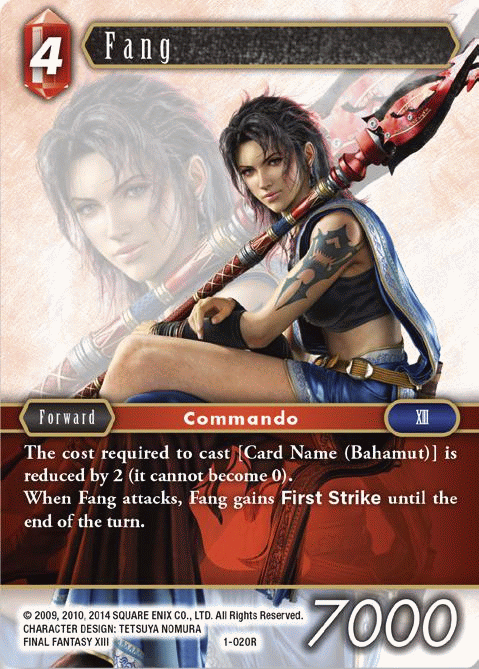 4
Fang
Forward
Commando
XIII
The cost required to cast [Card Name (Bahamut)] is
reduced by 2 (it cannot become 0).
When Fang attacks, Fang gains First Strike until the
end of the turn.
© 2009, 2010, 2014 SQUARE ENIX CO., LTD. All Rights Reserved.
CHARACTER DESIGN: TETSUYA NOMURA
FINAL FANTASY XIII 1-020R
7000